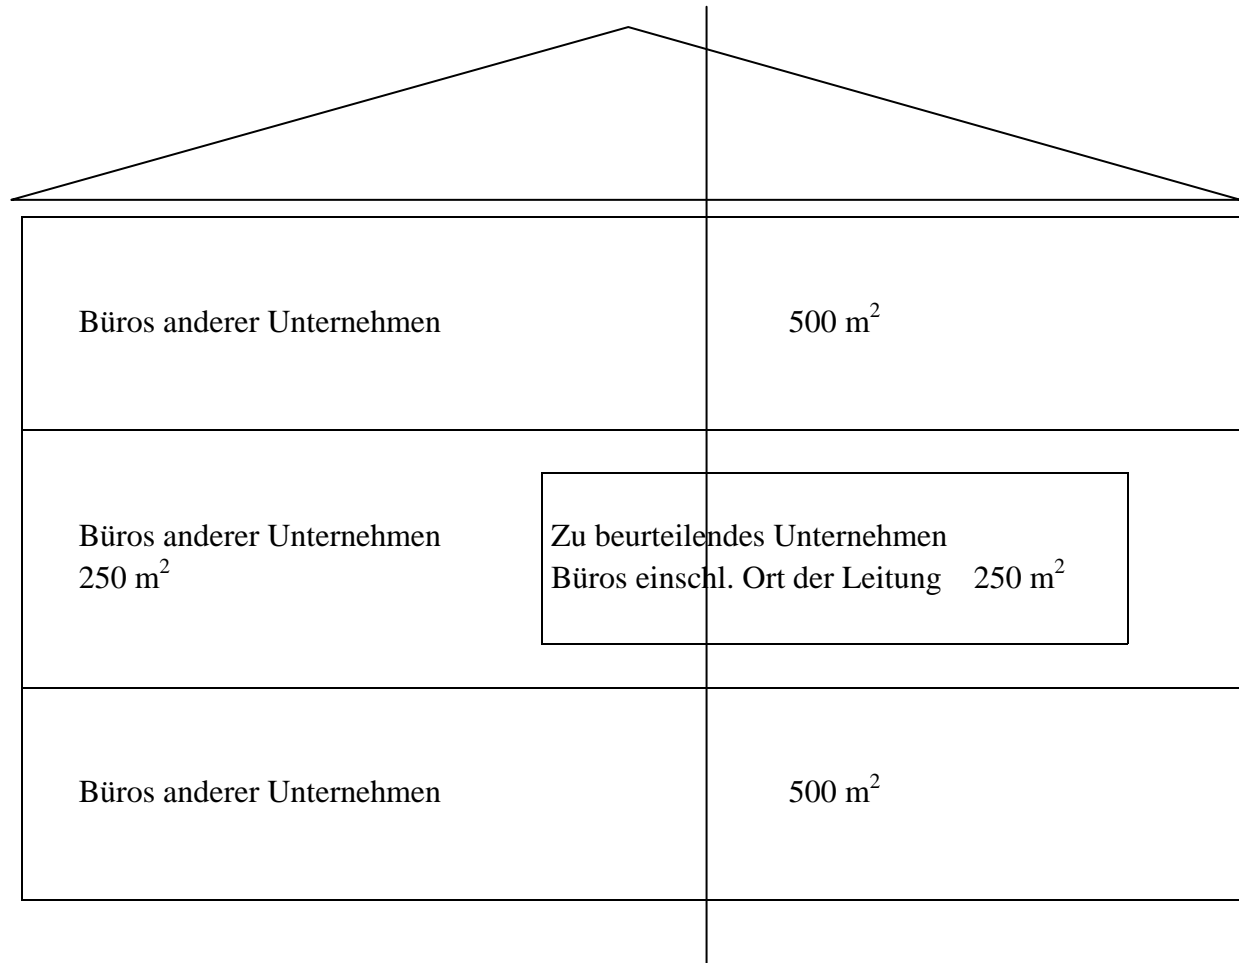 Büros anderer Unternehmen 500 m²
Büros anderer Unternehmen
250 m²
Zu beurteilendes Unternehmen
Büros einschl. Ort der Leitung 250 m²
Büros anderer Unternehmen 500 m²